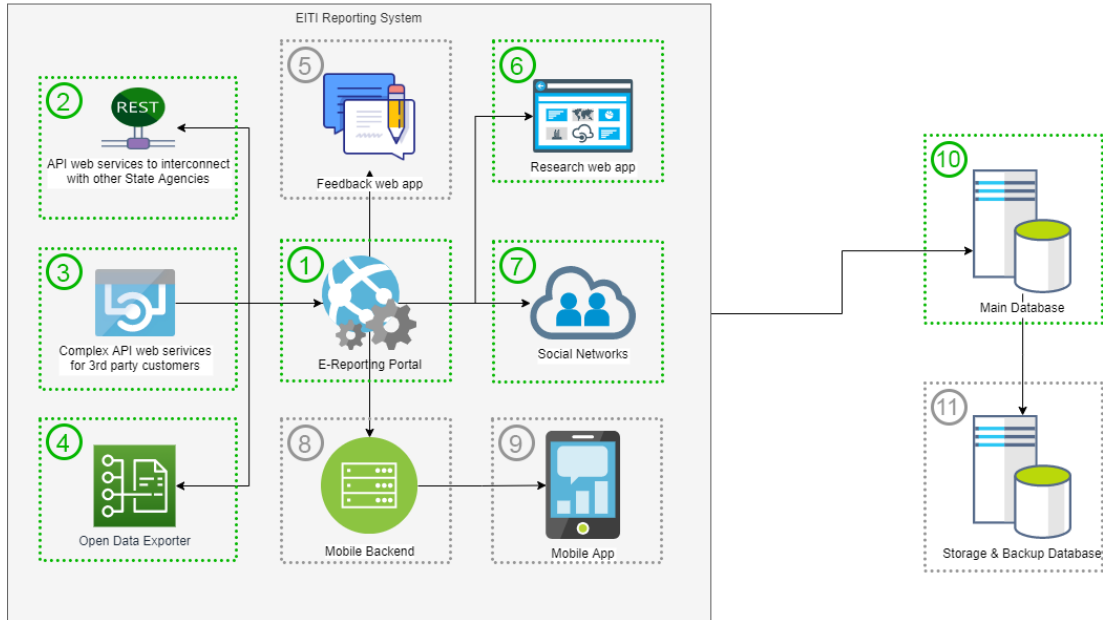 EITI Reporting System
2
REST
API web services to interconnect
with other State Agencies
5
Feedback web app
6
Research web app
3
Complex API web serivces
for 3rd party customers
1
E-Reporting Portal
7
Social Networks
4
Open Data Exporter
8
Mobile Backend
9
Mobile App
10
Main Database
11
Storage & Backup Database